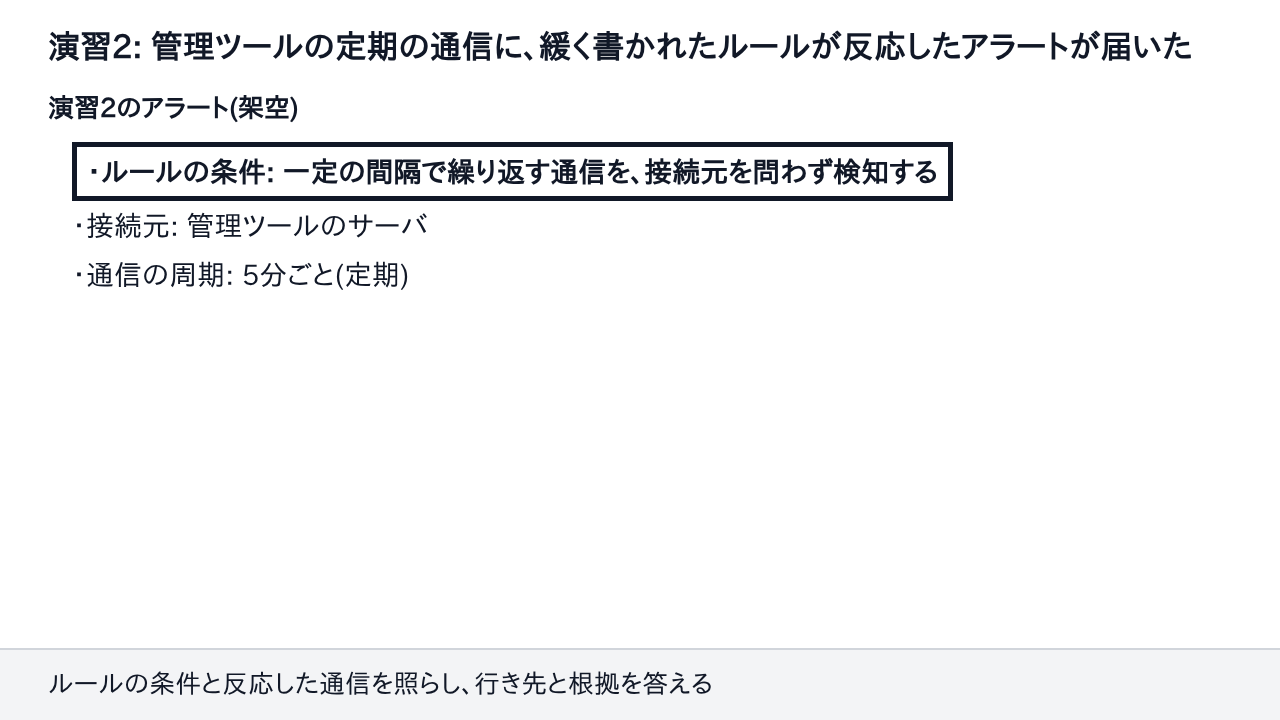 演習2: 管理ツールの定期の通信に、緩く書かれたルールが反応したアラートが届いた
演習2のアラート(架空)
・ルールの条件: 一定の間隔で繰り返す通信を、接続元を問わず検知する
・接続元: 管理ツールのサーバ
・通信の周期: 5分ごと(定期)
ルールの条件と反応した通信を照らし、行き先と根拠を答える